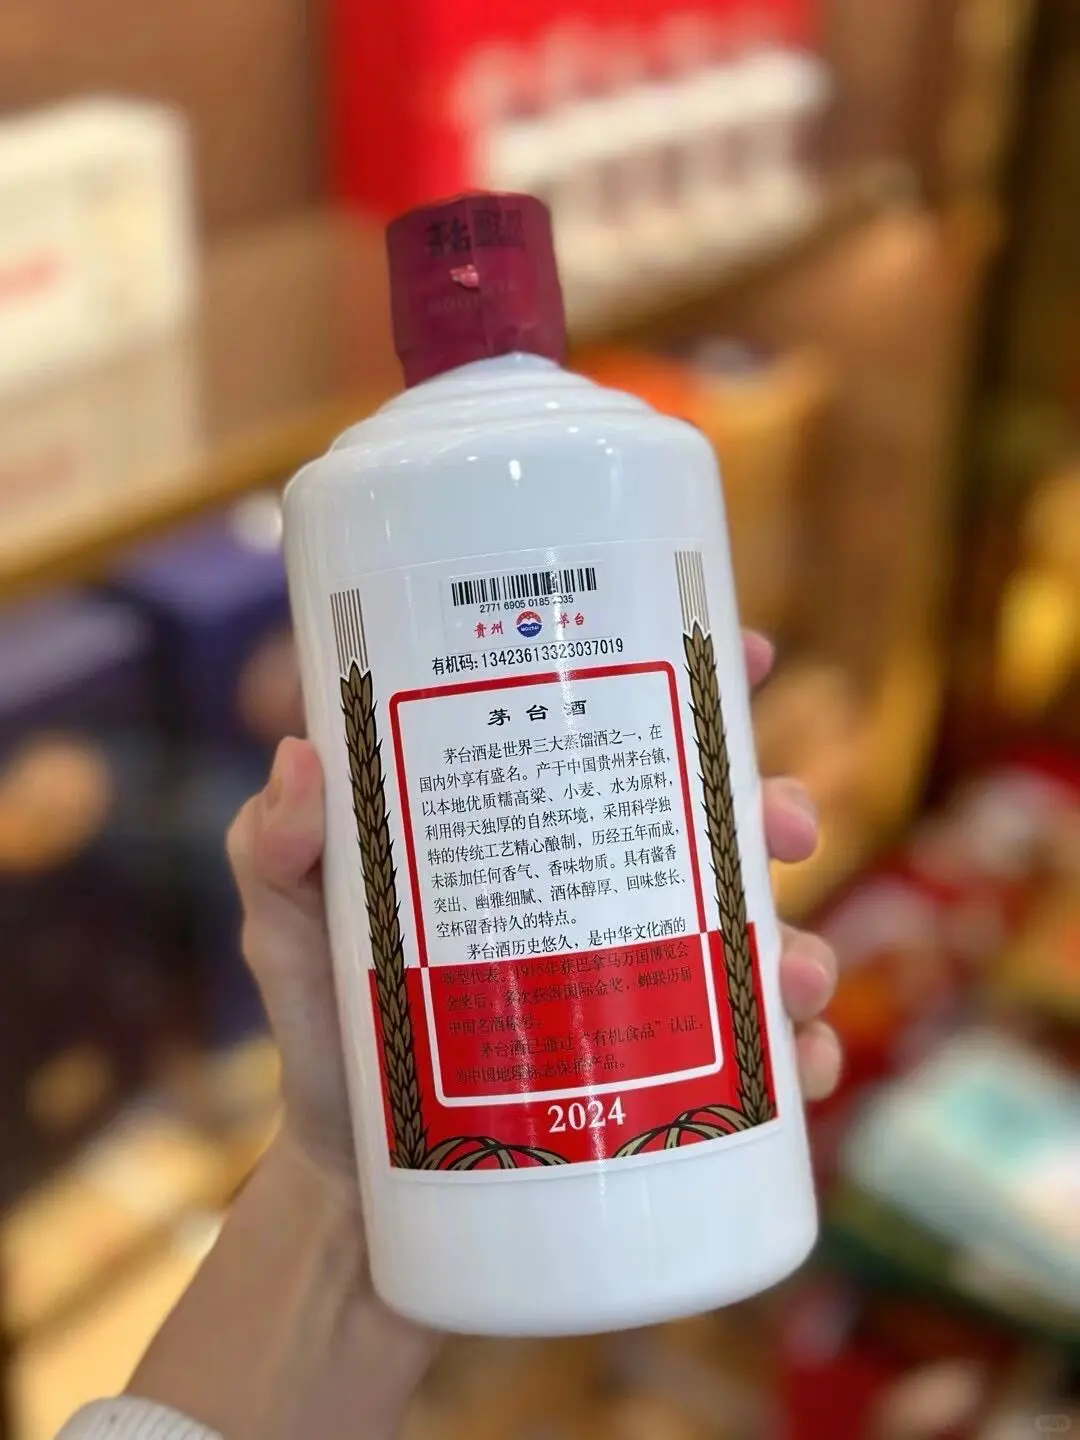 茅台
MOUTAI
2771 6905 0185 2035
贵州
MOUTAI
茅台
有机码:13423613323037019
茅台酒
茅台酒是世界三大蒸馏酒之一，在
国内外享有盛名。产于中国贵州茅台镇，
以本地优质糯高粱、小麦、水为原料，
利用得天独厚的自然环境，采用科学独
特的传统工艺精心酿制，历经五年而成，
未添加任何香气、香味物质。具有酱香
突出、幽雅细腻、酒体醇厚、回味悠长、
空杯留香持久的特点。
茅台酒历史悠久，是中华文化酒的
典型代表。1915年获巴拿马万国博览会
金奖后，多次获得国际金奖，蝉联历届
中国名酒称号。
茅台酒已通过“有机食品”认证，
为中国地理标志保护产品。
2024